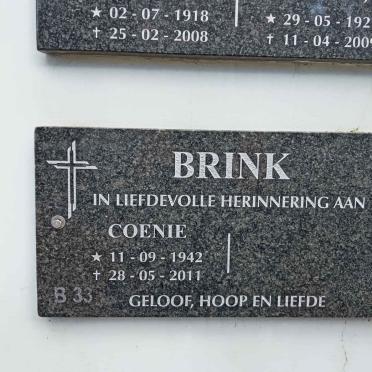 ★ 02 - 07 - 1918
✝ 25 - 02 - 2008
★ 29 - 05 - 192
✝ 11 - 04 - 2009
BRINK
IN LIEFDEVOLLE HERINNERING AAN
COENIE
★ 11 - 09 - 1942
✝ 28 - 05 - 2011
B 33
GELOOF, HOOP EN LIEFDE